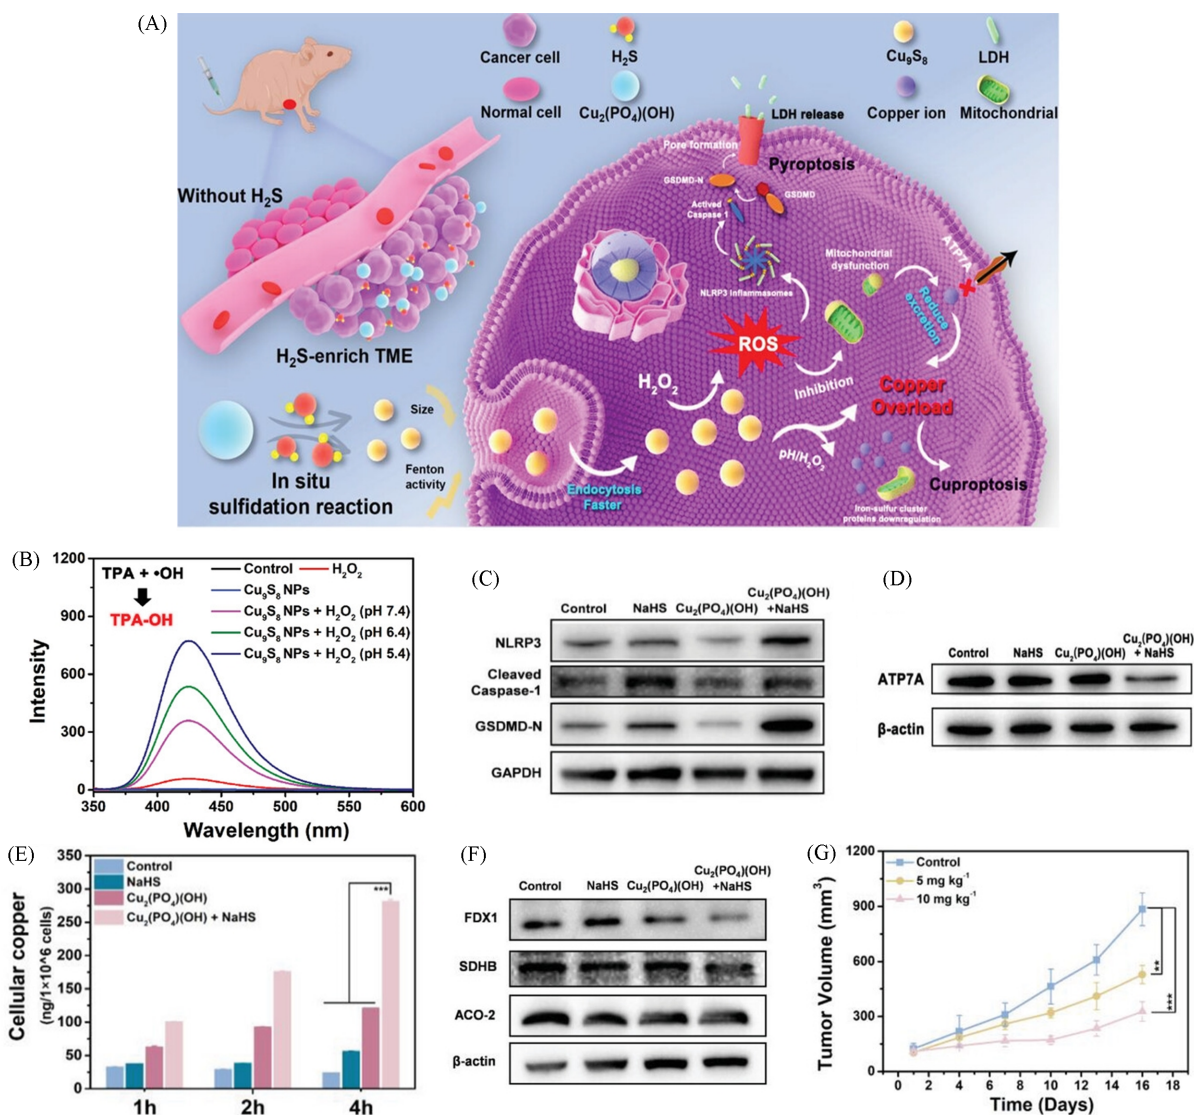 (A)
Cancer cell
H₂S
Cu₉S₈
LDH
Normal cell
Cu₂(PO₄)(OH)
Copper ion
Mitochondrial
LDH release
Pore formation
Pyroptosis
GSDMD-N
GSDMD
Actived
Caspase 1
NLRP3 Inflammasomes
Without H₂S
H₂S-enrich TME
Mitochondrial
dysfunction
ATP7A
Reduce
excretion
ROS
H₂O₂
Inhibition
Copper
Overload
pH/H₂O₂
Cuproptosis
Iron-sulfur cluster
proteins downregulation
Endocytosis
Faster
Size
Fenton
activity
In situ
sulfidation reaction
(B)
TPA + •OH
TPA-OH
Control
H₂O₂
Cu₉S₈ NPs
Cu₉S₈ NPs + H₂O₂ (pH 7.4)
Cu₉S₈ NPs + H₂O₂ (pH 6.4)
Cu₉S₈ NPs + H₂O₂ (pH 5.4)
Intensity
1200
900
600
300
0
350 400 450 500 550 600
Wavelength (nm)
(C)
Control NaHS Cu₂(PO₄)(OH) Cu₂(PO₄)(OH)
+NaHS
NLRP3
Cleaved
Caspase-1
GSDMD-N
GAPDH
(D)
Control NaHS Cu₂(PO₄)(OH) Cu₂(PO₄)(OH)
+ NaHS
ATP7A
β-actin
(E)
Control
NaHS
Cu₂(PO₄)(OH)
Cu₂(PO₄)(OH) + NaHS
***
Cellular copper
(ng/1×10^6 cells)
350
300
250
200
150
100
50
0
1h 2h 4h
(F)
Control NaHS Cu₂(PO₄)(OH) Cu₂(PO₄)(OH)
+NaHS
FDX1
SDHB
ACO-2
β-actin
(G)
Control
5 mg kg⁻¹
10 mg kg⁻¹
**
***
Tumor Volume (mm³)
1200
900
600
300
0
0 2 4 6 8 10 12 14 16 18
Time (Days)